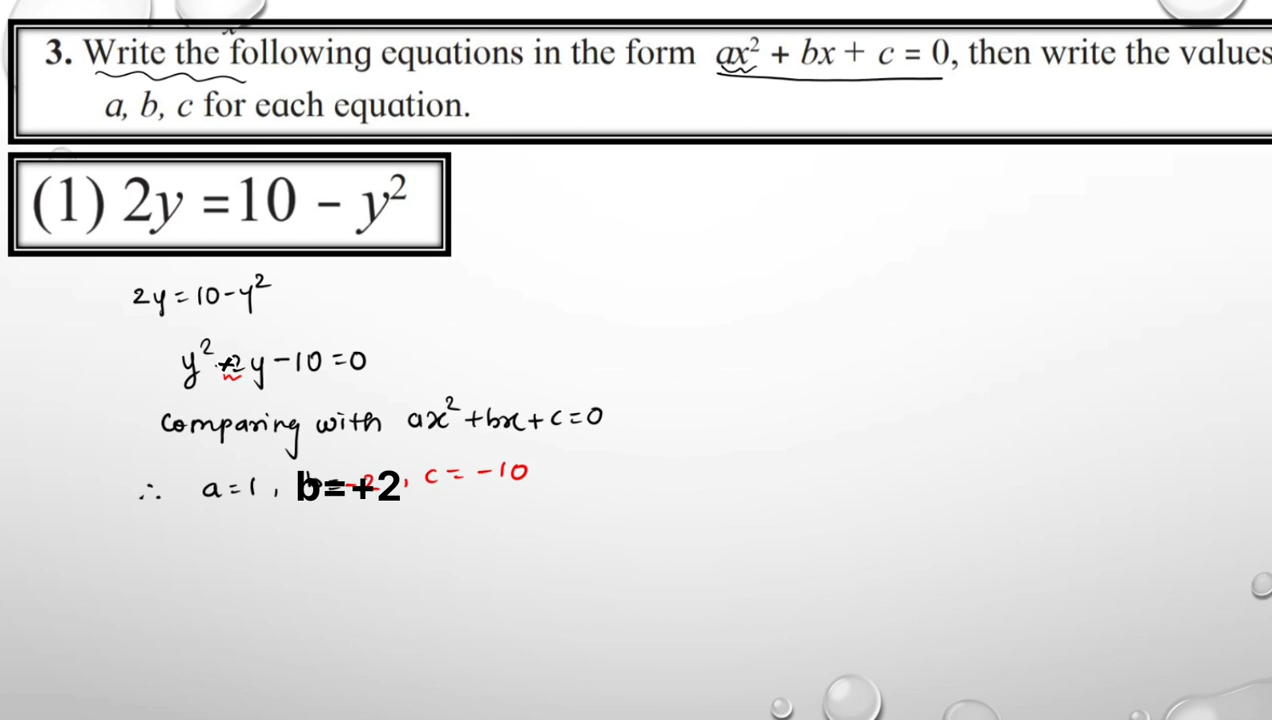 3. Write the following equations in the form ax² + bx + c = 0, then write the values
a, b, c for each equation.
(1) 2y =10 – y²
2y = 10-y²
y² +2y -10 =0
Comparing with ax² +bx+c=0
∴ a=1, b=+2, c= -10